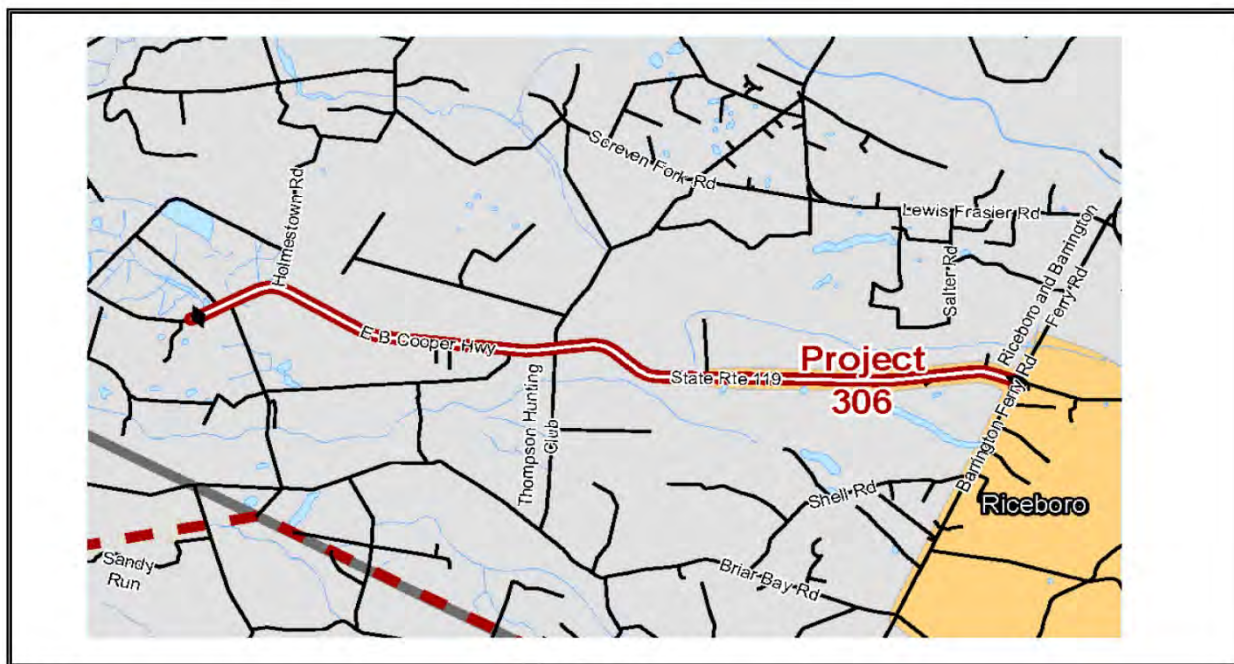 Screven Fork Rd
Holmestown Rd
Lewis Frasier Rd
Salter Rd
Riceboro and Barrington
Ferry Rd
E B Cooper Hwy
State Rte 119
Project
306
Thompson Hunting
Club
Barrington Ferry Rd
Shell Rd
Riceboro
Briar Bay Rd
Sandy
Run